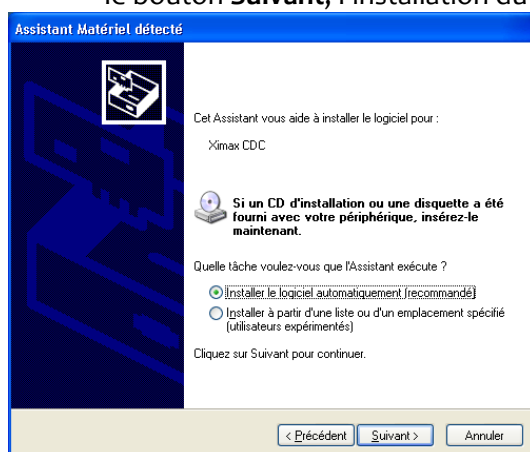 le bouton Suivant, l'installation du
Assistant Matériel détecté
Cet Assistant vous aide à installer le logiciel pour :
Ximax CDC
Si un CD d'installation ou une disquette a été
fourni avec votre périphérique, insérez-le
maintenant.
Quelle tâche voulez-vous que l'Assistant exécute ?
Installer le logiciel automatiquement (recommandé)
Installer à partir d'une liste ou d'un emplacement spécifié
(utilisateurs expérimentés)
Cliquez sur Suivant pour continuer.
< Précédent Suivant > Annuler